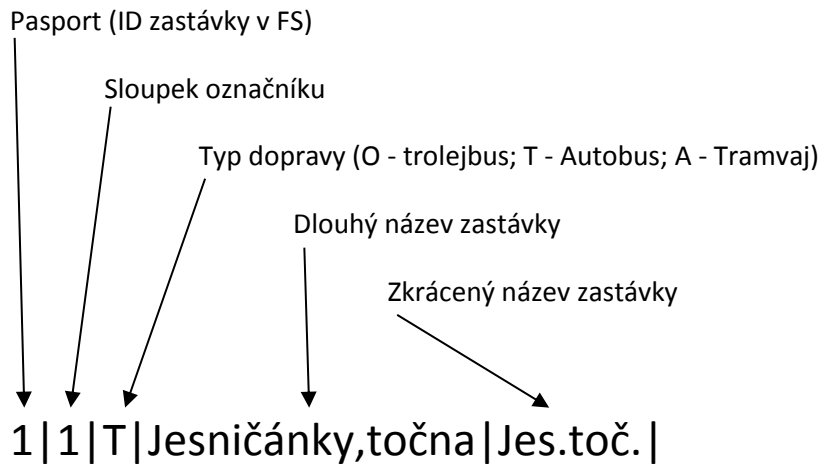 Pasport (ID zastávky v FS)
Sloupek označníku
Typ dopravy (O - trolejbus; T - Autobus; A - Tramvaj)
Dlouhý název zastávky
Zkrácený název zastávky
1|1|T|Jesničánky,točna|Jes.toč.|